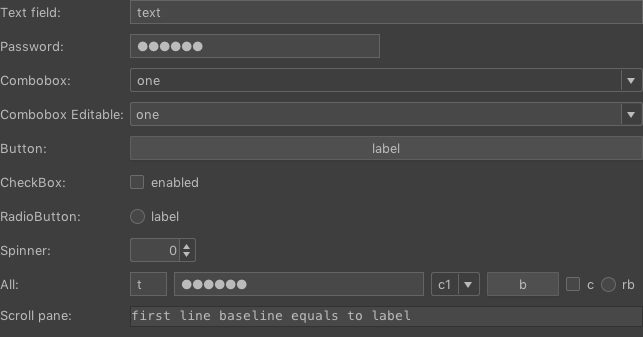 Text field: text
Password: ●●●●●●
Combobox: one
Combobox Editable: one
Button: label
CheckBox: enabled
RadioButton: label
Spinner: 0
All: t ●●●●●● c1 b c rb
Scroll pane: first line baseline equals to label